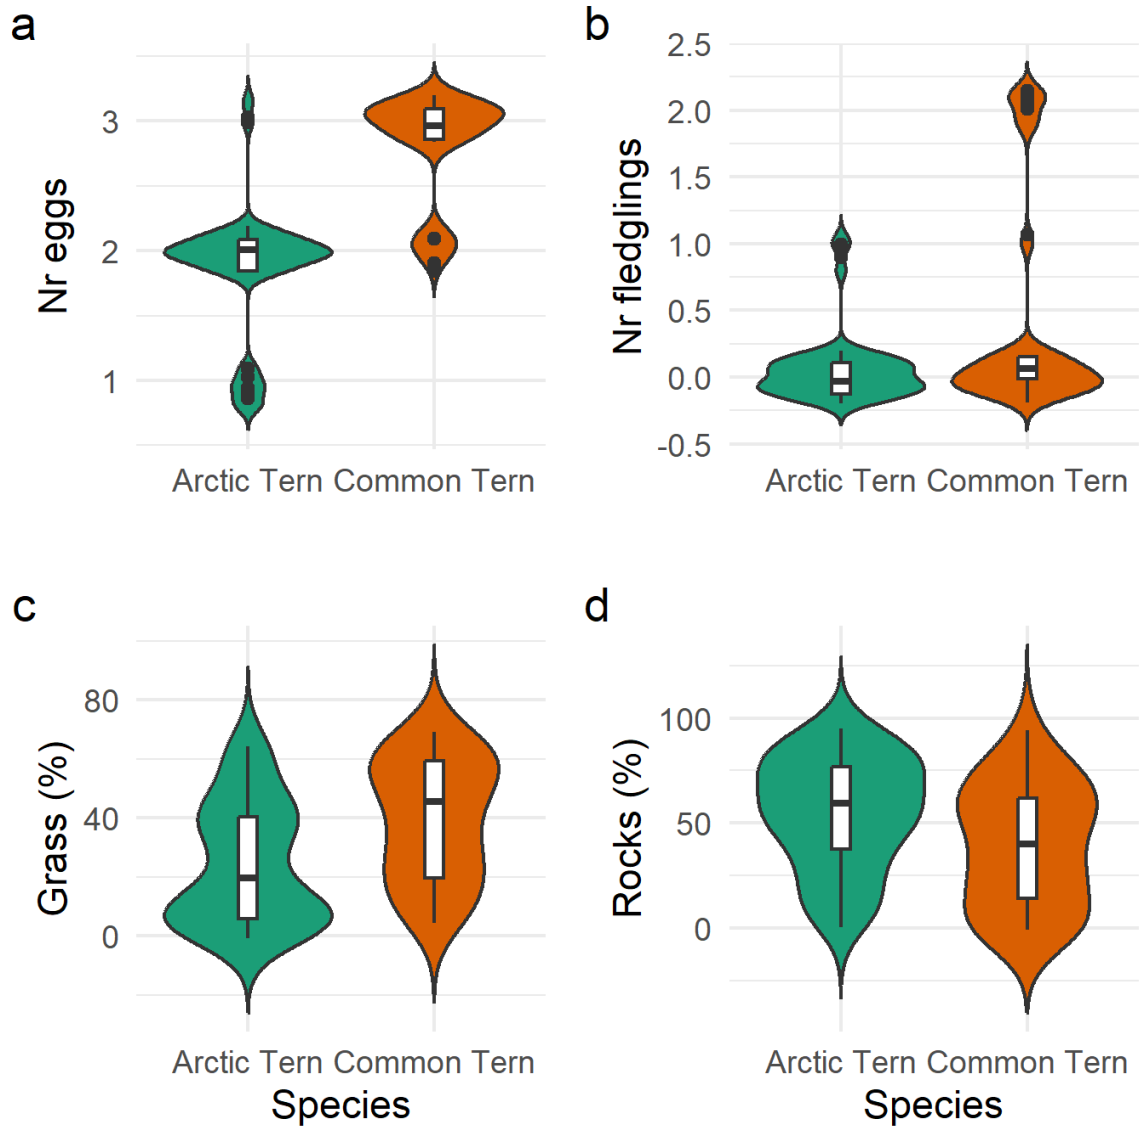 a
Nr eggs
3
2
1
Arctic Tern Common Tern
b
Nr fledglings
2.5
2.0
1.5
1.0
0.5
0.0
-0.5
Arctic Tern Common Tern
c
Grass (%)
80
40
0
Arctic Tern Common Tern
Species
d
Rocks (%)
100
50
0
Arctic Tern Common Tern
Species